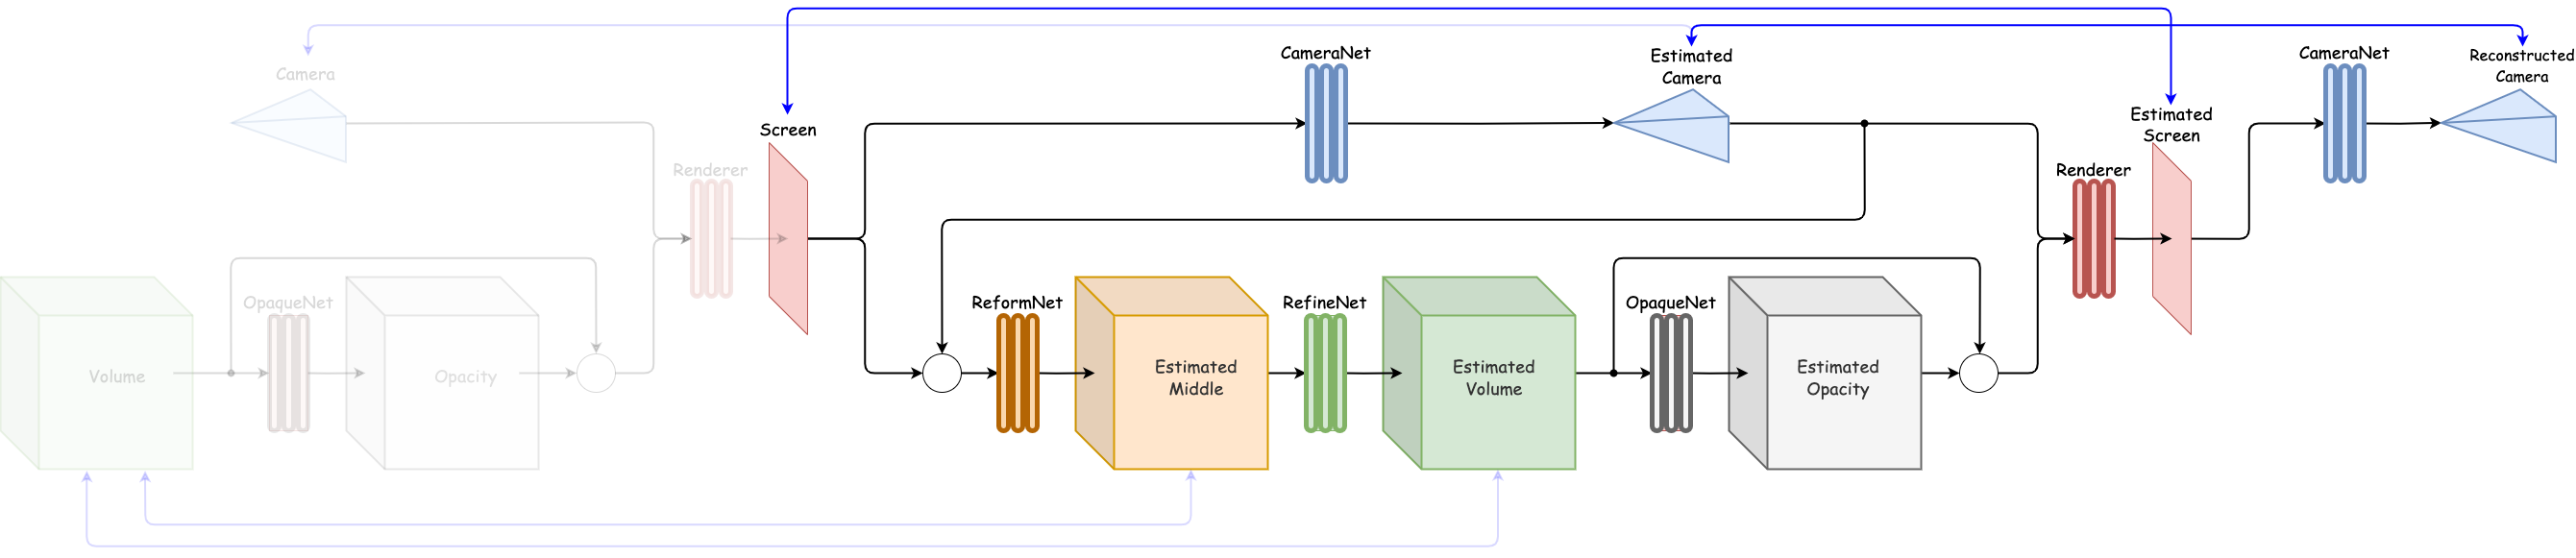 Camera
Renderer
Volume
OpaqueNet
Opacity
Screen
CameraNet
Estimated
Camera
ReformNet
Estimated
Middle
RefineNet
Estimated
Volume
OpaqueNet
Estimated
Opacity
Renderer
Estimated
Screen
CameraNet
Reconstructed
Camera